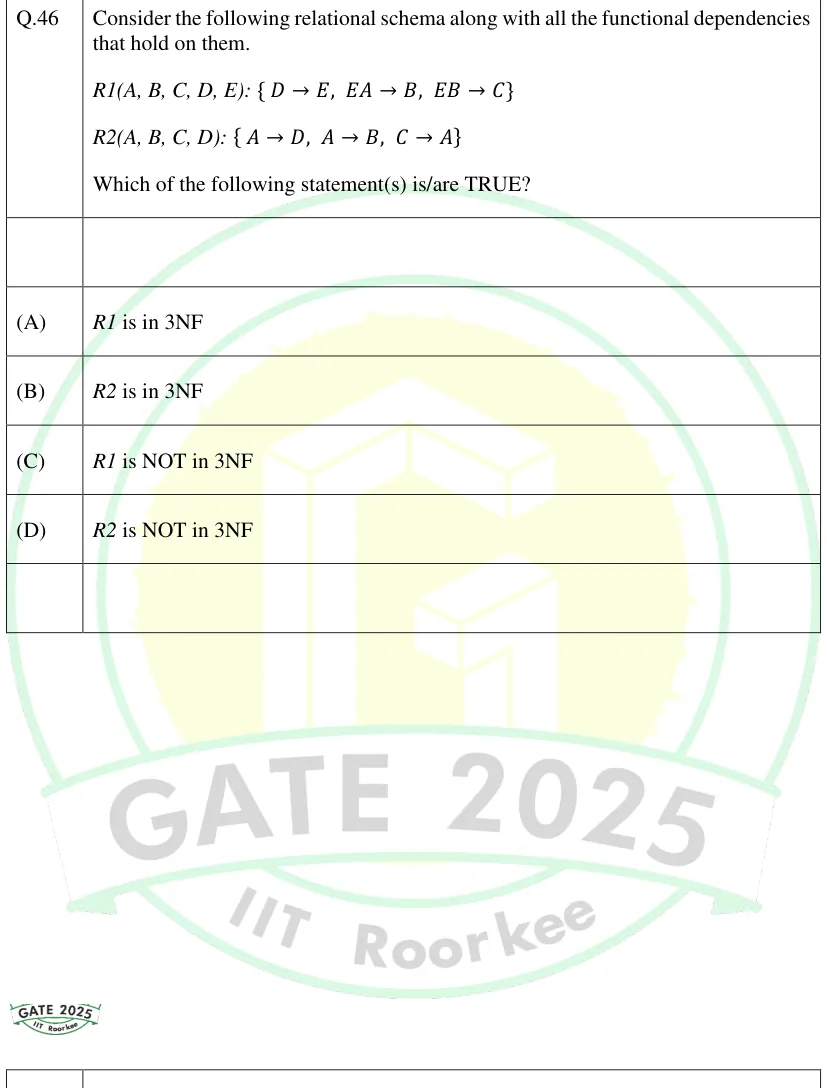 Q.46 Consider the following relational schema along with all the functional dependencies
that hold on them.
R1(A, B, C, D, E): { D → E, EA → B, EB → C}
R2(A, B, C, D): { A → D, A → B, C → A}
Which of the following statement(s) is/are TRUE?
(A) R1 is in 3NF
(B) R2 is in 3NF
(C) R1 is NOT in 3NF
(D) R2 is NOT in 3NF
GATE 2025
IIT Roorkee
GATE 2025
IIT Roorkee